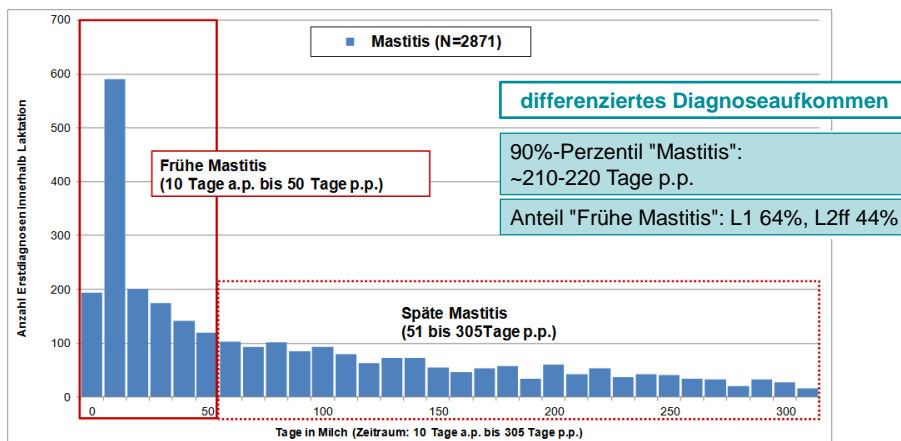 700
600
500
400
300
200
100
0
Anzahl Erstdiagnosen innerhalb Laktation
Mastitis (N=2871)
differenziertes Diagnoseaufkommen
90%-Perzentil "Mastitis":
~210-220 Tage p.p.
Anteil "Frühe Mastitis": L1 64%, L2ff 44%
Frühe Mastitis
(10 Tage a.p. bis 50 Tage p.p.)
Späte Mastitis
(51 bis 305Tage p.p.)
0 50 100 150 200 250 300
Tage in Milch (Zeitraum: 10 Tage a.p. bis 305 Tage p.p.)